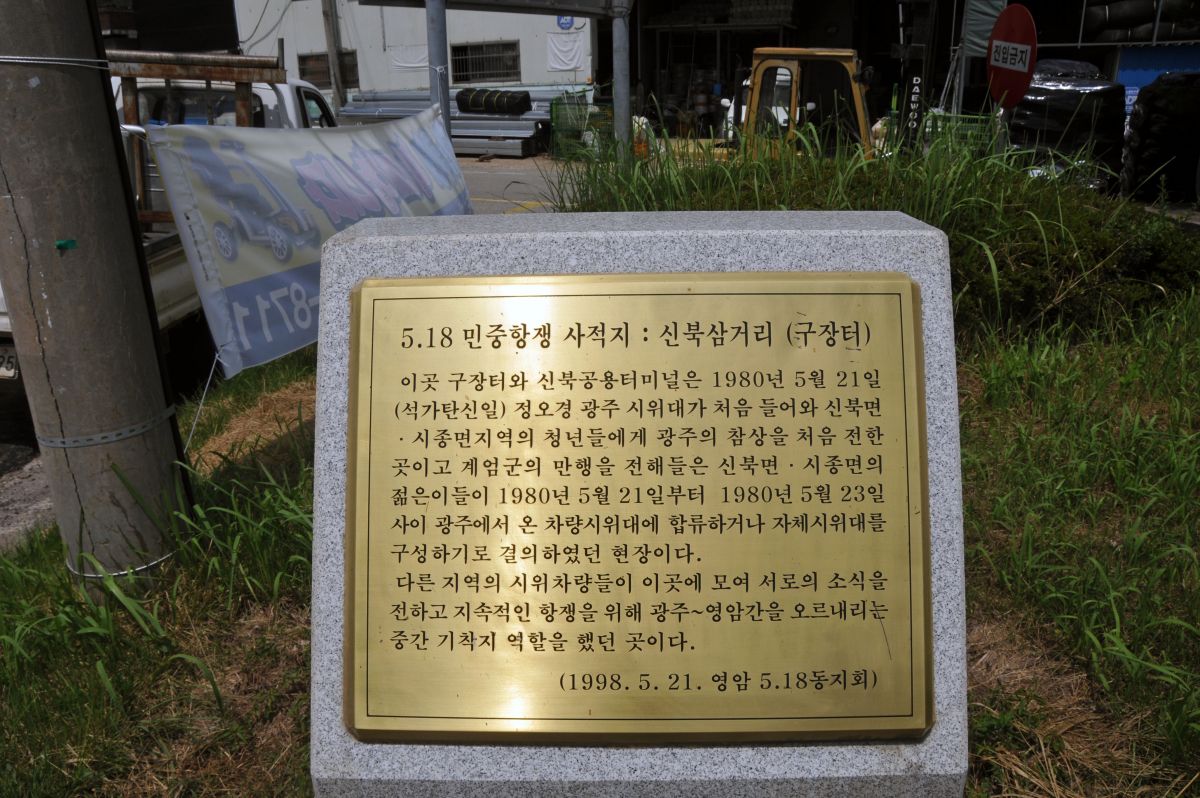 진입금지
DAEWOO
8711
5.18 민중항쟁 사적지 : 신북삼거리 (구장터)
이곳 구장터와 신북공용터미널은 1980년 5월 21일
(석가탄신일) 정오경 광주 시위대가 처음 들어와 신북면
· 시종면지역의 청년들에게 광주의 참상을 처음 전한
곳이고 계엄군의 만행을 전해들은 신북면 · 시종면의
젊은이들이 1980년 5월 21일부터 1980년 5월 23일
사이 광주에서 온 차량시위대에 합류하거나 자체시위대를
구성하기로 결의하였던 현장이다.
다른 지역의 시위차량들이 이곳에 모여 서로의 소식을
전하고 지속적인 항쟁을 위해 광주~영암간을 오르내리는
중간 기착지 역할을 했던 곳이다.
(1998. 5. 21. 영암 5.18동지회)